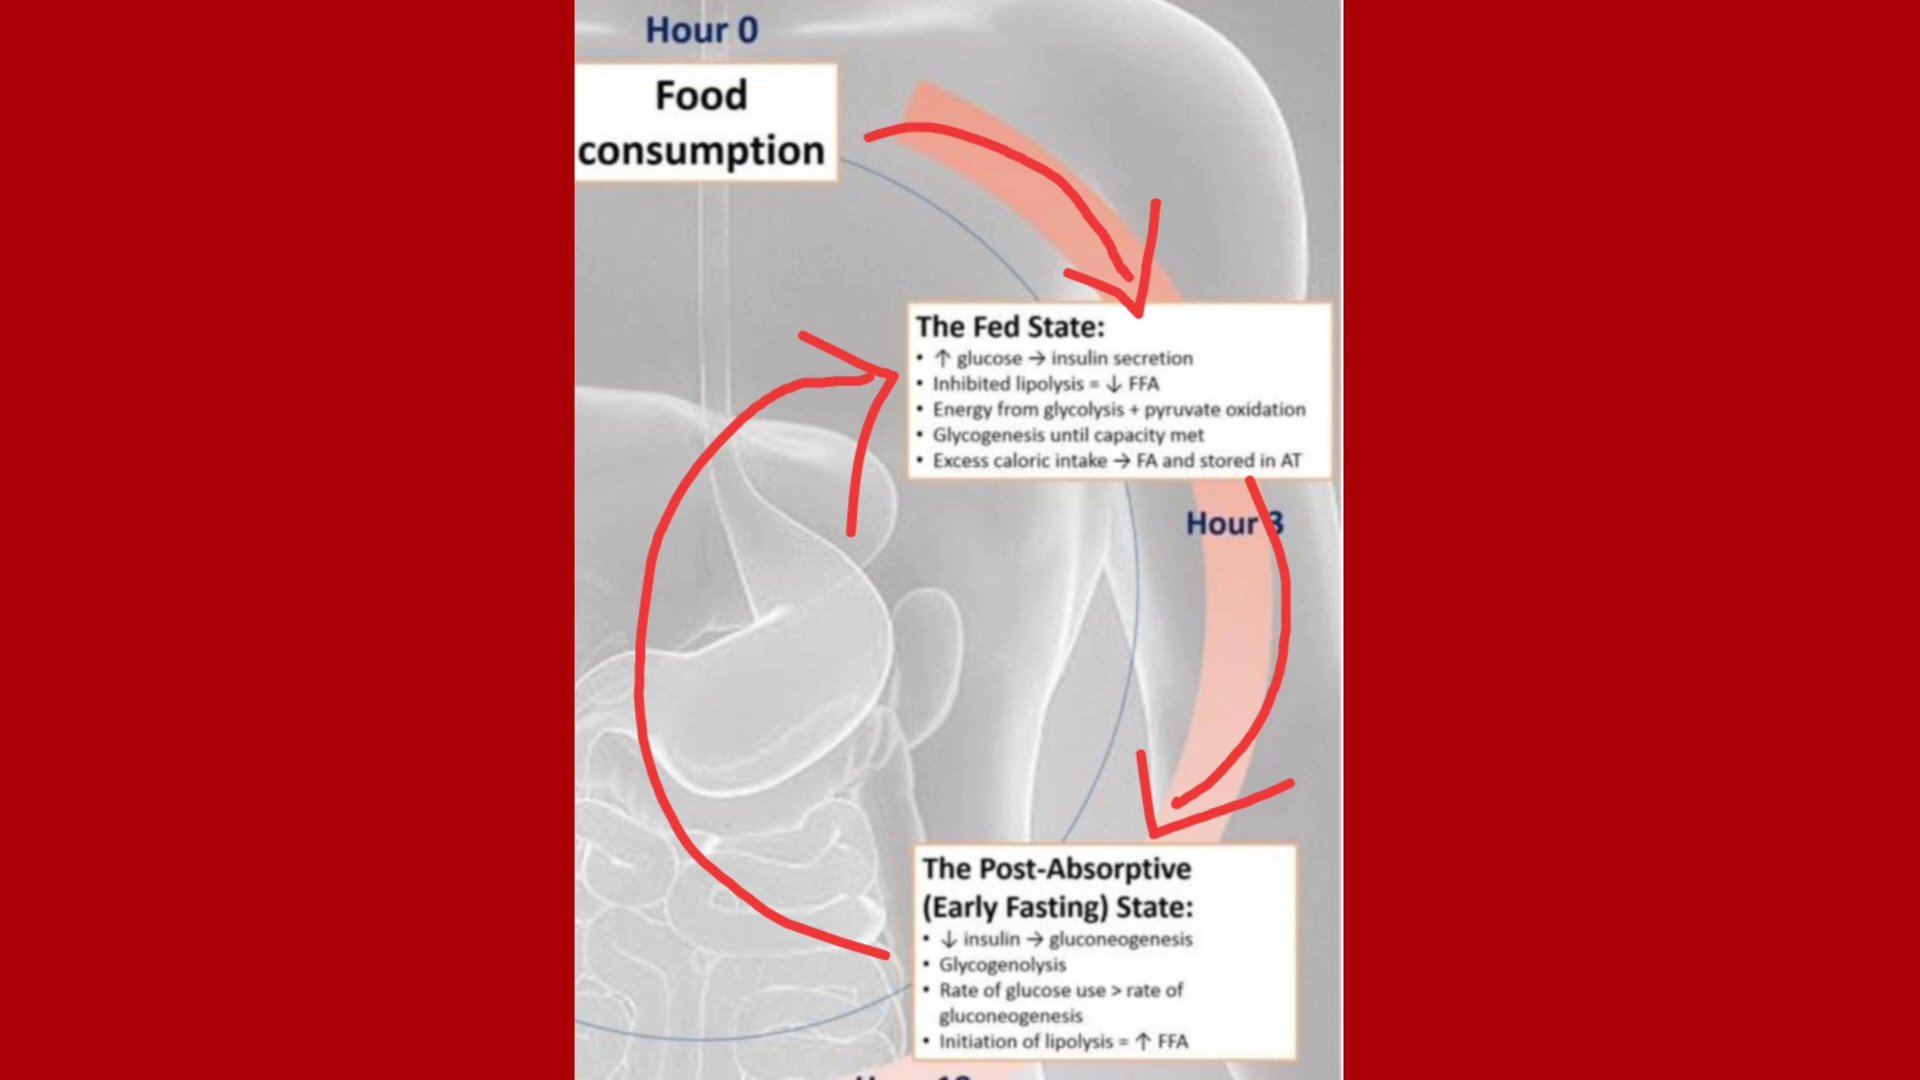 Hour 0
Food
consumption
The Fed State:
• ↑ glucose → insulin secretion
• Inhibited lipolysis = ↓ FFA
• Energy from glycolysis + pyruvate oxidation
• Glycogenesis until capacity met
• Excess caloric intake → FA and stored in AT
Hour 3
The Post-Absorptive
(Early Fasting) State:
• ↓ insulin → gluconeogenesis
• Glycogenolysis
• Rate of glucose use > rate of
gluconeogenesis
• Initiation of lipolysis = ↑ FFA